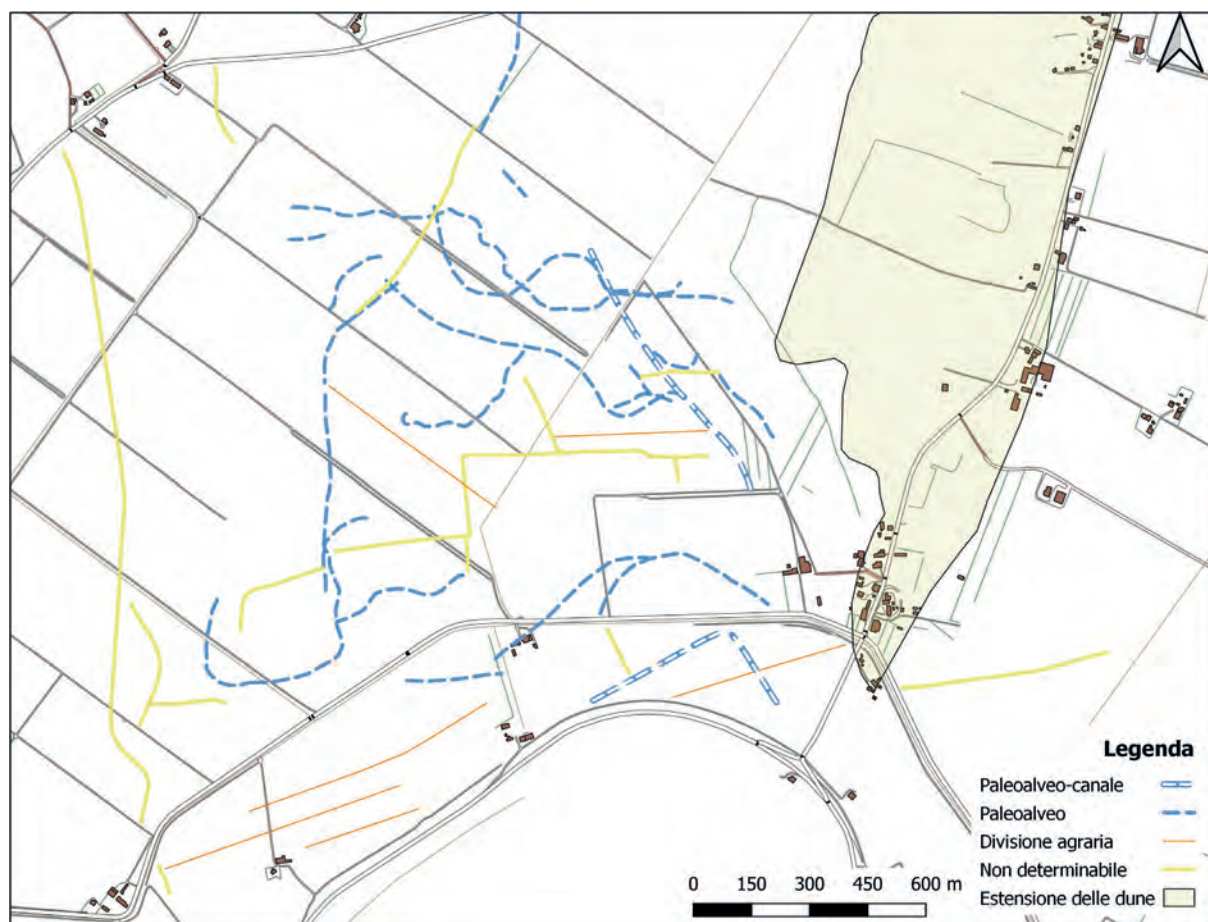 Legenda
Paleoalveo-canale
Paleoalveo
Divisione agraria
Non determinabile
Estensione delle dune
0 150 300 450 600 m